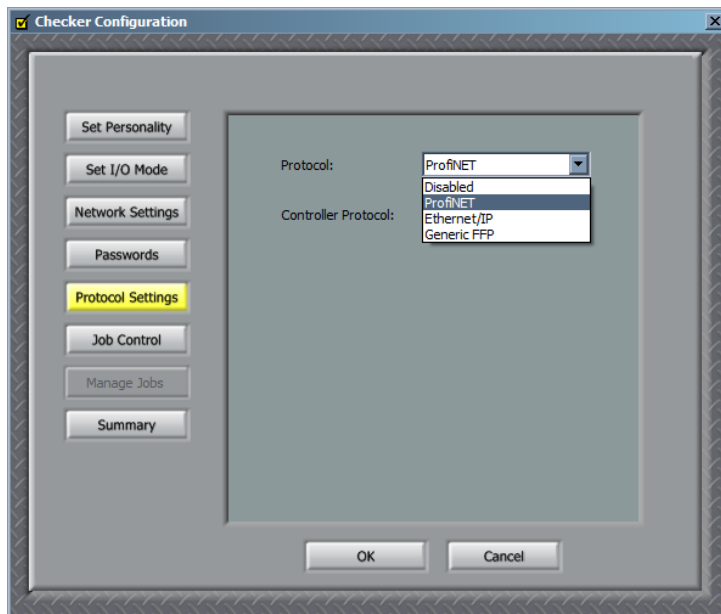 Checker Configuration
Set Personality
Set I/O Mode
Network Settings
Passwords
Protocol Settings
Job Control
Manage Jobs
Summary
Protocol:
ProfiNET
Disabled
ProfiNET
Ethernet/IP
Generic FFP
Controller Protocol:
OK
Cancel